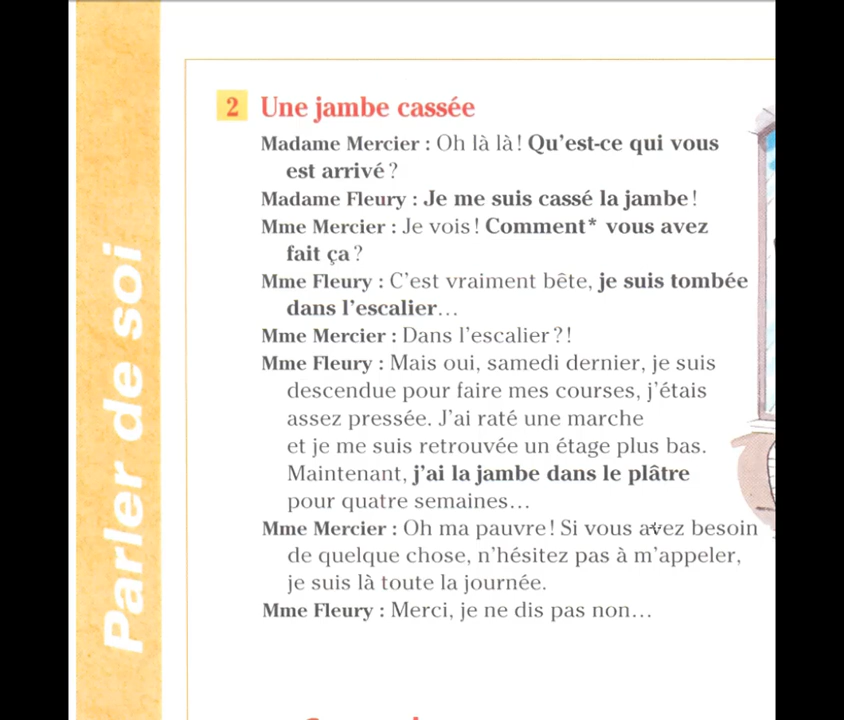 Parler de soi
2 Une jambe cassée
Madame Mercier : Oh là là ! Qu'est-ce qui vous
est arrivé ?
Madame Fleury : Je me suis cassé la jambe !
Mme Mercier : Je vois ! Comment* vous avez
fait ça ?
Mme Fleury : C'est vraiment bête, je suis tombée
dans l'escalier…
Mme Mercier : Dans l'escalier ?!
Mme Fleury : Mais oui, samedi dernier, je suis
descendue pour faire mes courses, j'étais
assez pressée. J'ai raté une marche
et je me suis retrouvée un étage plus bas.
Maintenant, j'ai la jambe dans le plâtre
pour quatre semaines…
Mme Mercier : Oh ma pauvre ! Si vous avez besoin
de quelque chose, n'hésitez pas à m'appeler,
je suis là toute la journée.
Mme Fleury : Merci, je ne dis pas non…